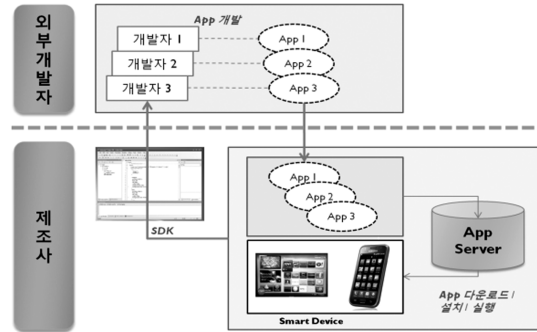 외부개발자
App 개발
개발자 1
개발자 2
개발자 3
App 1
App 2
App 3
제조사
SDK
App 1
App 2
App 3
App
Server
App 다운로드 /
설치 / 실행
Smart Device